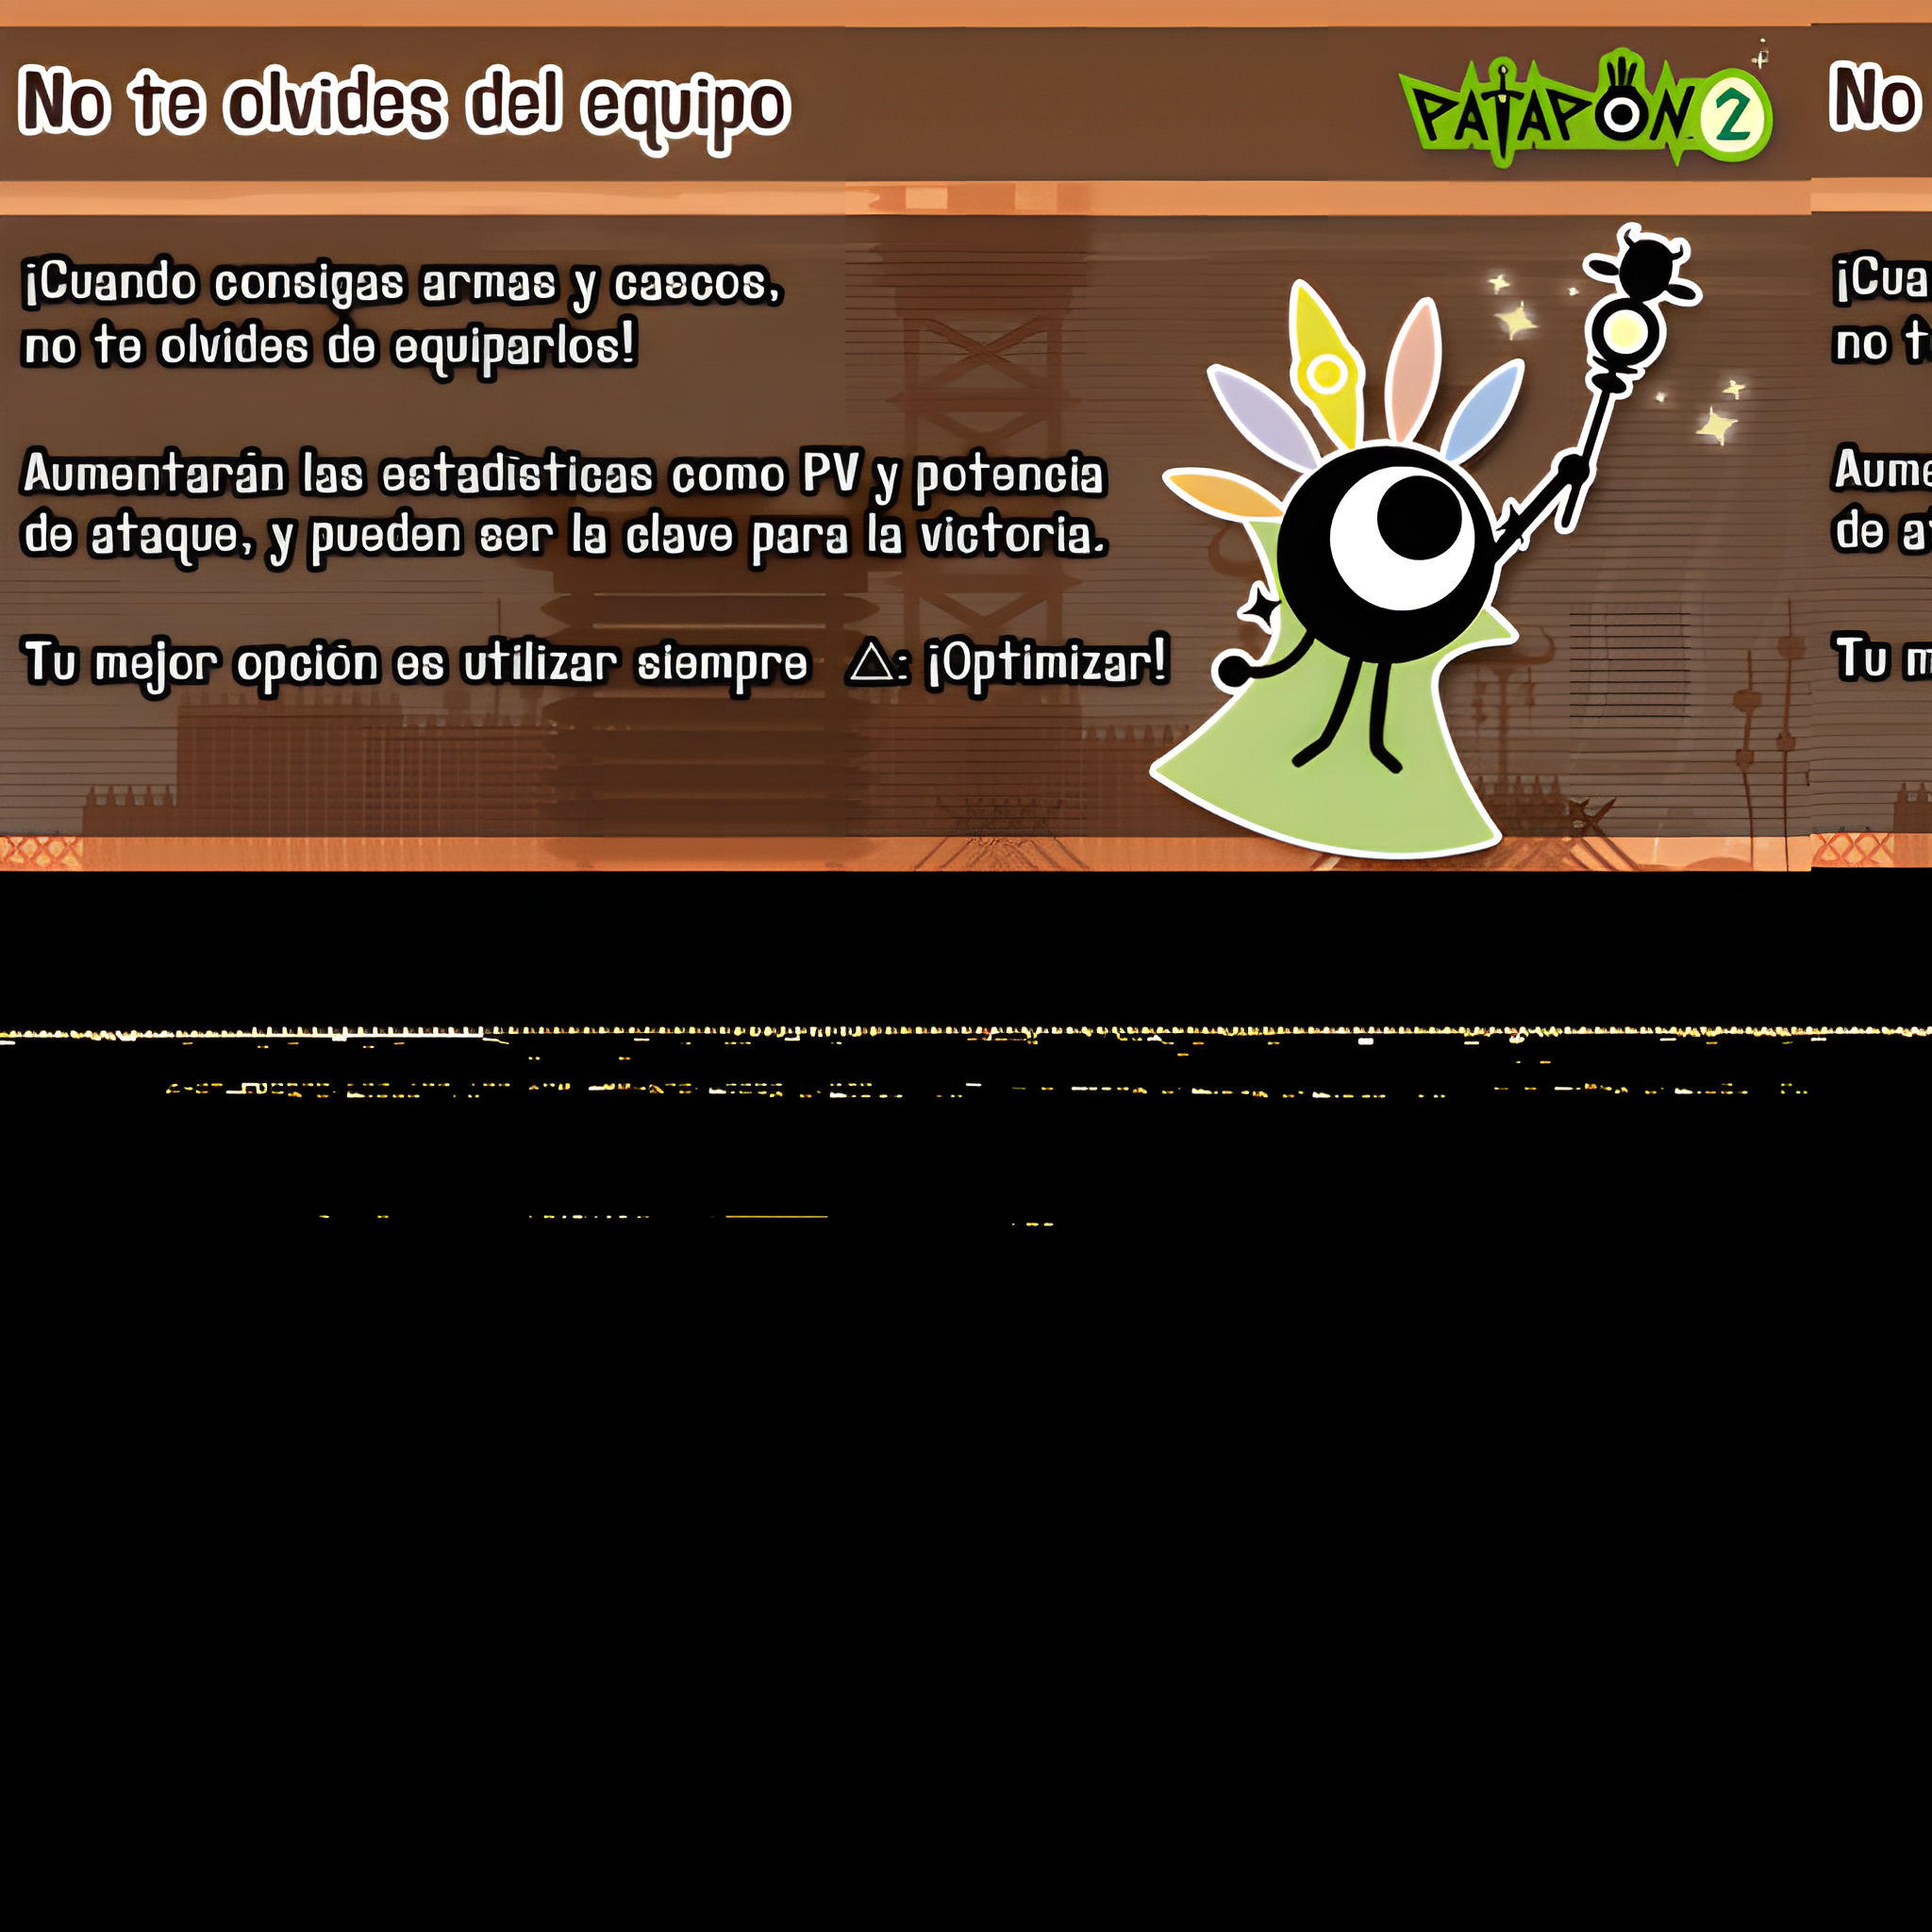 No te olvides del equipo
PATAPON 2
No
¡Cuando consigas armas y cascos,
no te olvides de equiparlos!
Aumentarán las estadísticas como PV y potencia
de ataque, y pueden ser la clave para la victoria.
Tu mejor opción es utilizar siempre △: ¡Optimizar!
¡Cua
no t
Aume
de a
Tu m